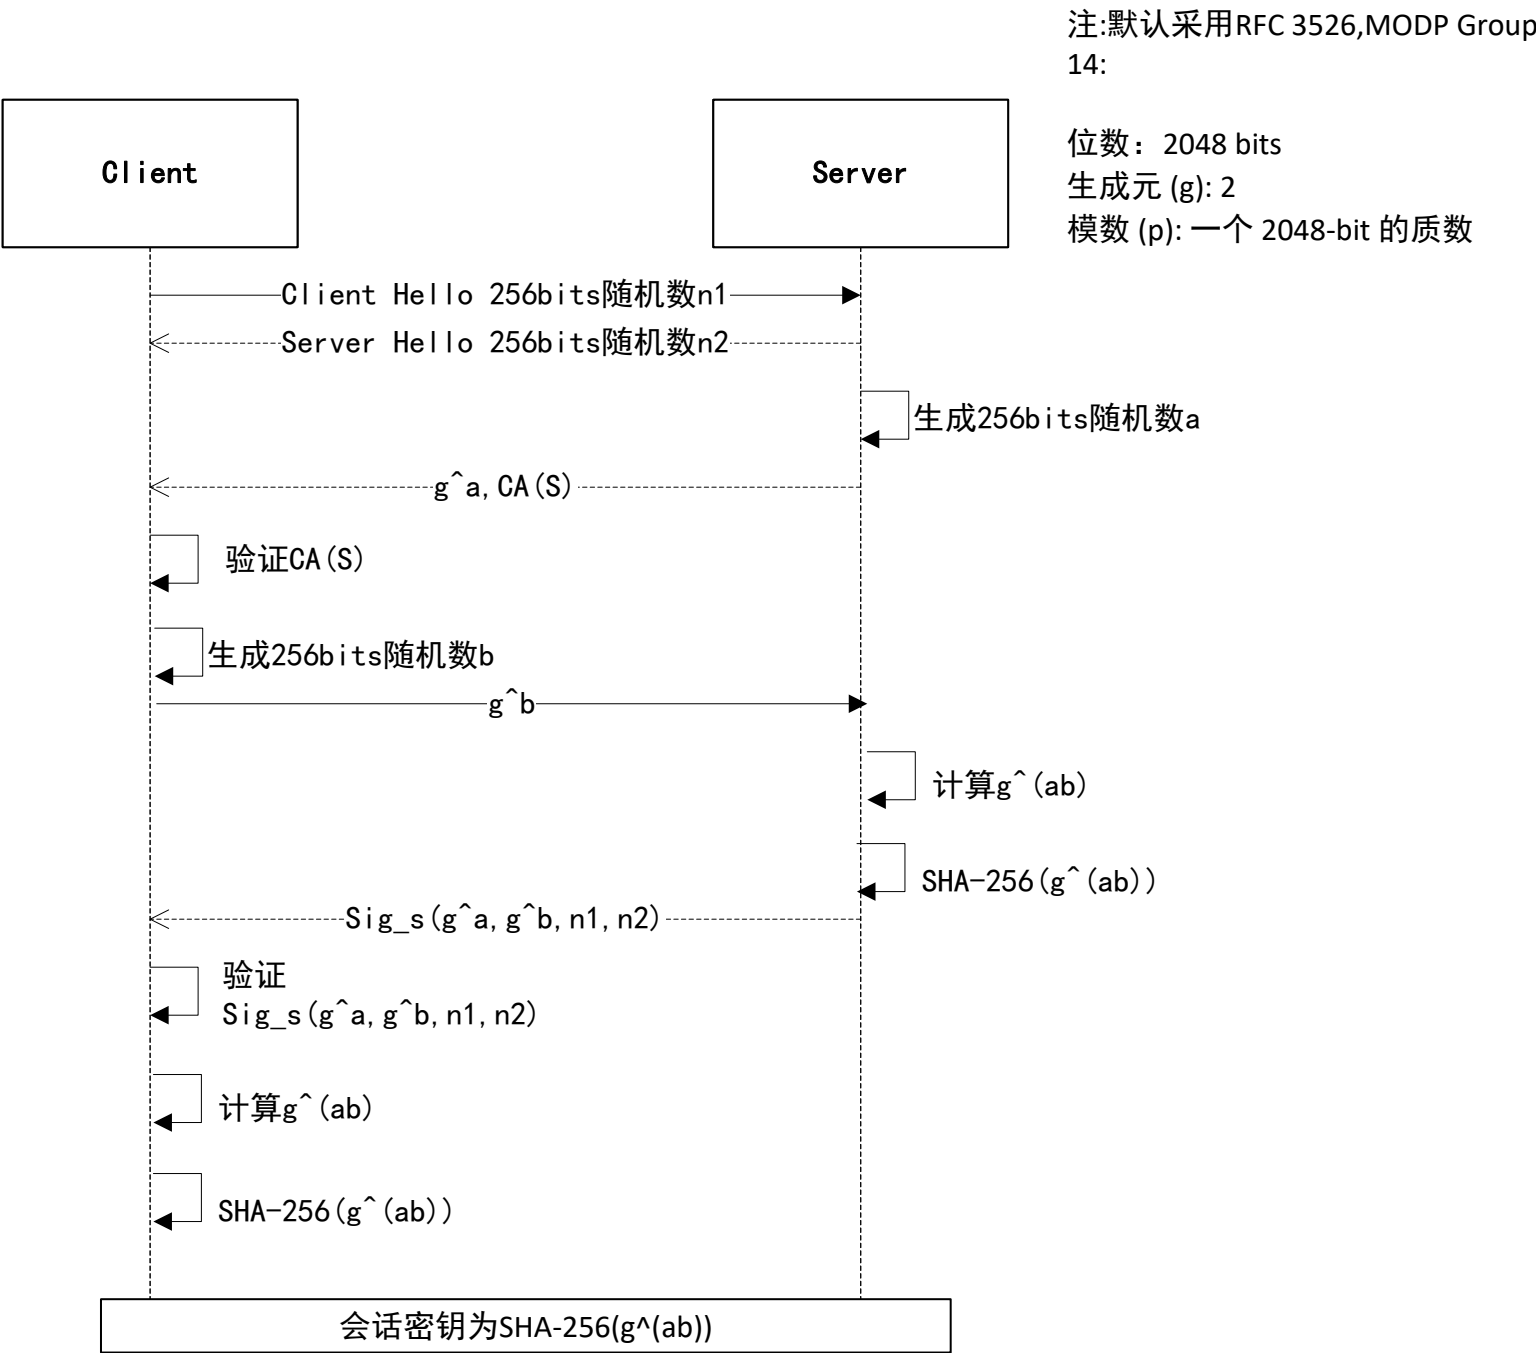 注:默认采用RFC 3526,MODP Group
14:
位数：2048 bits
生成元 (g): 2
模数 (p): 一个 2048-bit 的质数
Client
Server
Client Hello 256bits随机数n1
Server Hello 256bits随机数n2
生成256bits随机数a
g^a,CA(S)
验证CA(S)
生成256bits随机数b
g^b
计算g^(ab)
SHA-256(g^(ab))
Sig_s(g^a,g^b,n1,n2)
验证
Sig_s(g^a,g^b,n1,n2)
计算g^(ab)
SHA-256(g^(ab))
会话密钥为SHA-256(g^(ab))